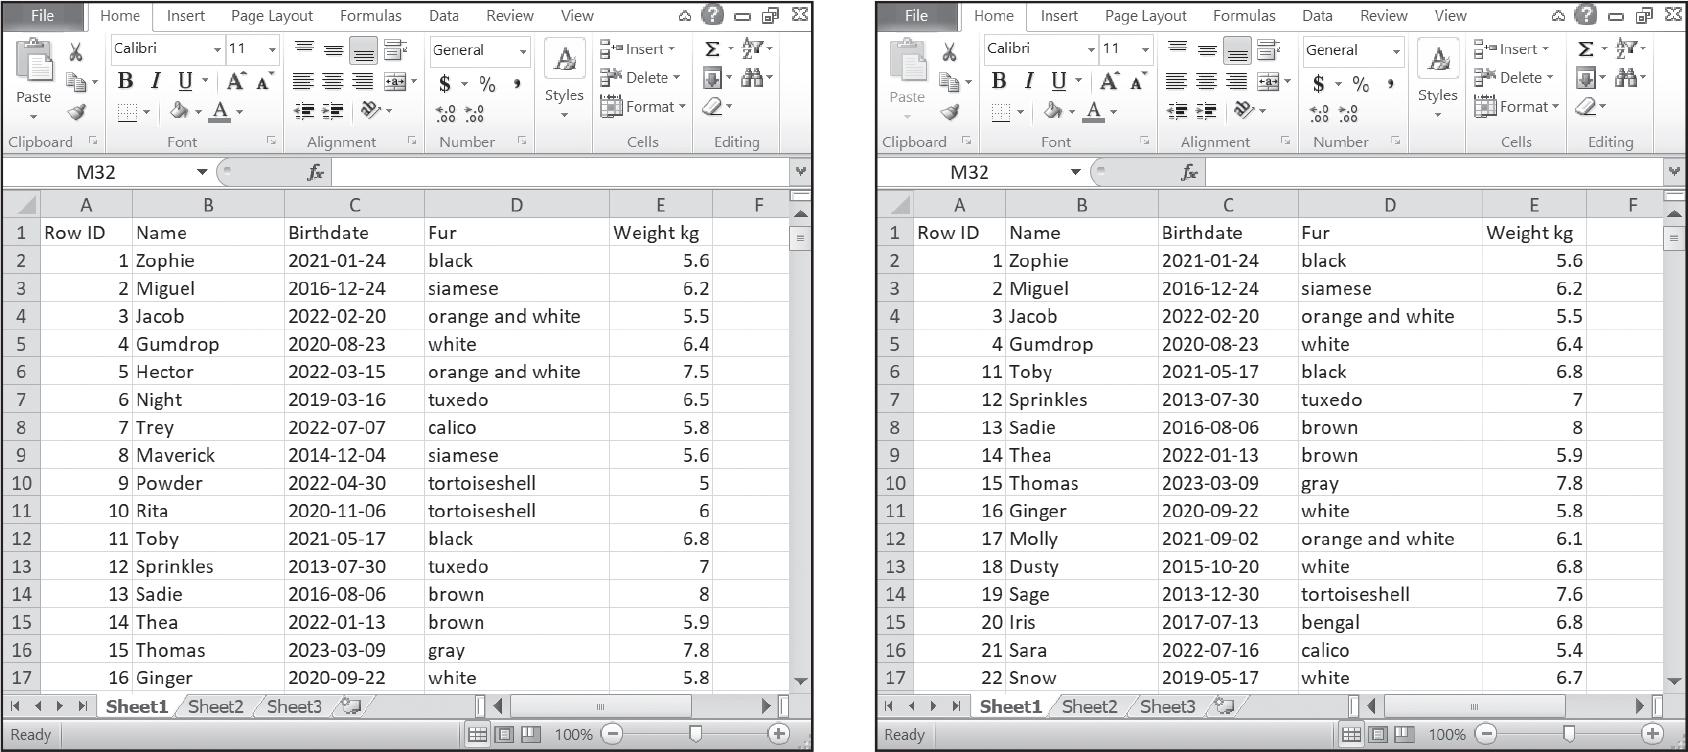 File Home Insert Page Layout Formulas Data Review View
Calibri 11 General Insert
B I U A A $ % , Delete
Paste Styles Format
Clipboard Font Alignment Number Cells Editing
M32 fx
A B C D E F
1 Row ID Name Birthdate Fur Weight kg
2 1 Zophie 2021-01-24 black 5.6
3 2 Miguel 2016-12-24 siamese 6.2
4 3 Jacob 2022-02-20 orange and white 5.5
5 4 Gumdrop 2020-08-23 white 6.4
6 5 Hector 2022-03-15 orange and white 7.5
7 6 Night 2019-03-16 tuxedo 6.5
8 7 Trey 2022-07-07 calico 5.8
9 8 Maverick 2014-12-04 siamese 5.6
10 9 Powder 2022-04-30 tortoiseshell 5
11 10 Rita 2020-11-06 tortoiseshell 6
12 11 Toby 2021-05-17 black 6.8
13 12 Sprinkles 2013-07-30 tuxedo 7
14 13 Sadie 2016-08-06 brown 8
15 14 Thea 2022-01-13 brown 5.9
16 15 Thomas 2023-03-09 gray 7.8
17 16 Ginger 2020-09-22 white 5.8
Sheet1 Sheet2 Sheet3
Ready 100%
File Home Insert Page Layout Formulas Data Review View
Calibri 11 General Insert
B I U A A $ % , Delete
Paste Styles Format
Clipboard Font Alignment Number Cells Editing
M32 fx
A B C D E F
1 Row ID Name Birthdate Fur Weight kg
2 1 Zophie 2021-01-24 black 5.6
3 2 Miguel 2016-12-24 siamese 6.2
4 3 Jacob 2022-02-20 orange and white 5.5
5 4 Gumdrop 2020-08-23 white 6.4
6 11 Toby 2021-05-17 black 6.8
7 12 Sprinkles 2013-07-30 tuxedo 7
8 13 Sadie 2016-08-06 brown 8
9 14 Thea 2022-01-13 brown 5.9
10 15 Thomas 2023-03-09 gray 7.8
11 16 Ginger 2020-09-22 white 5.8
12 17 Molly 2021-09-02 orange and white 6.1
13 18 Dusty 2015-10-20 white 6.8
14 19 Sage 2013-12-30 tortoiseshell 7.6
15 20 Iris 2017-07-13 bengal 6.8
16 21 Sara 2022-07-16 calico 5.4
17 22 Snow 2019-05-17 white 6.7
Sheet1 Sheet2 Sheet3
Ready 100%